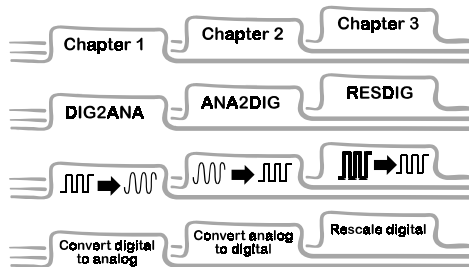 Chapter 1
Chapter 2
Chapter 3
DIG2ANA
ANA2DIG
RESDIG
Convert digital
to analog
Convert analog
to digital
Rescale digital